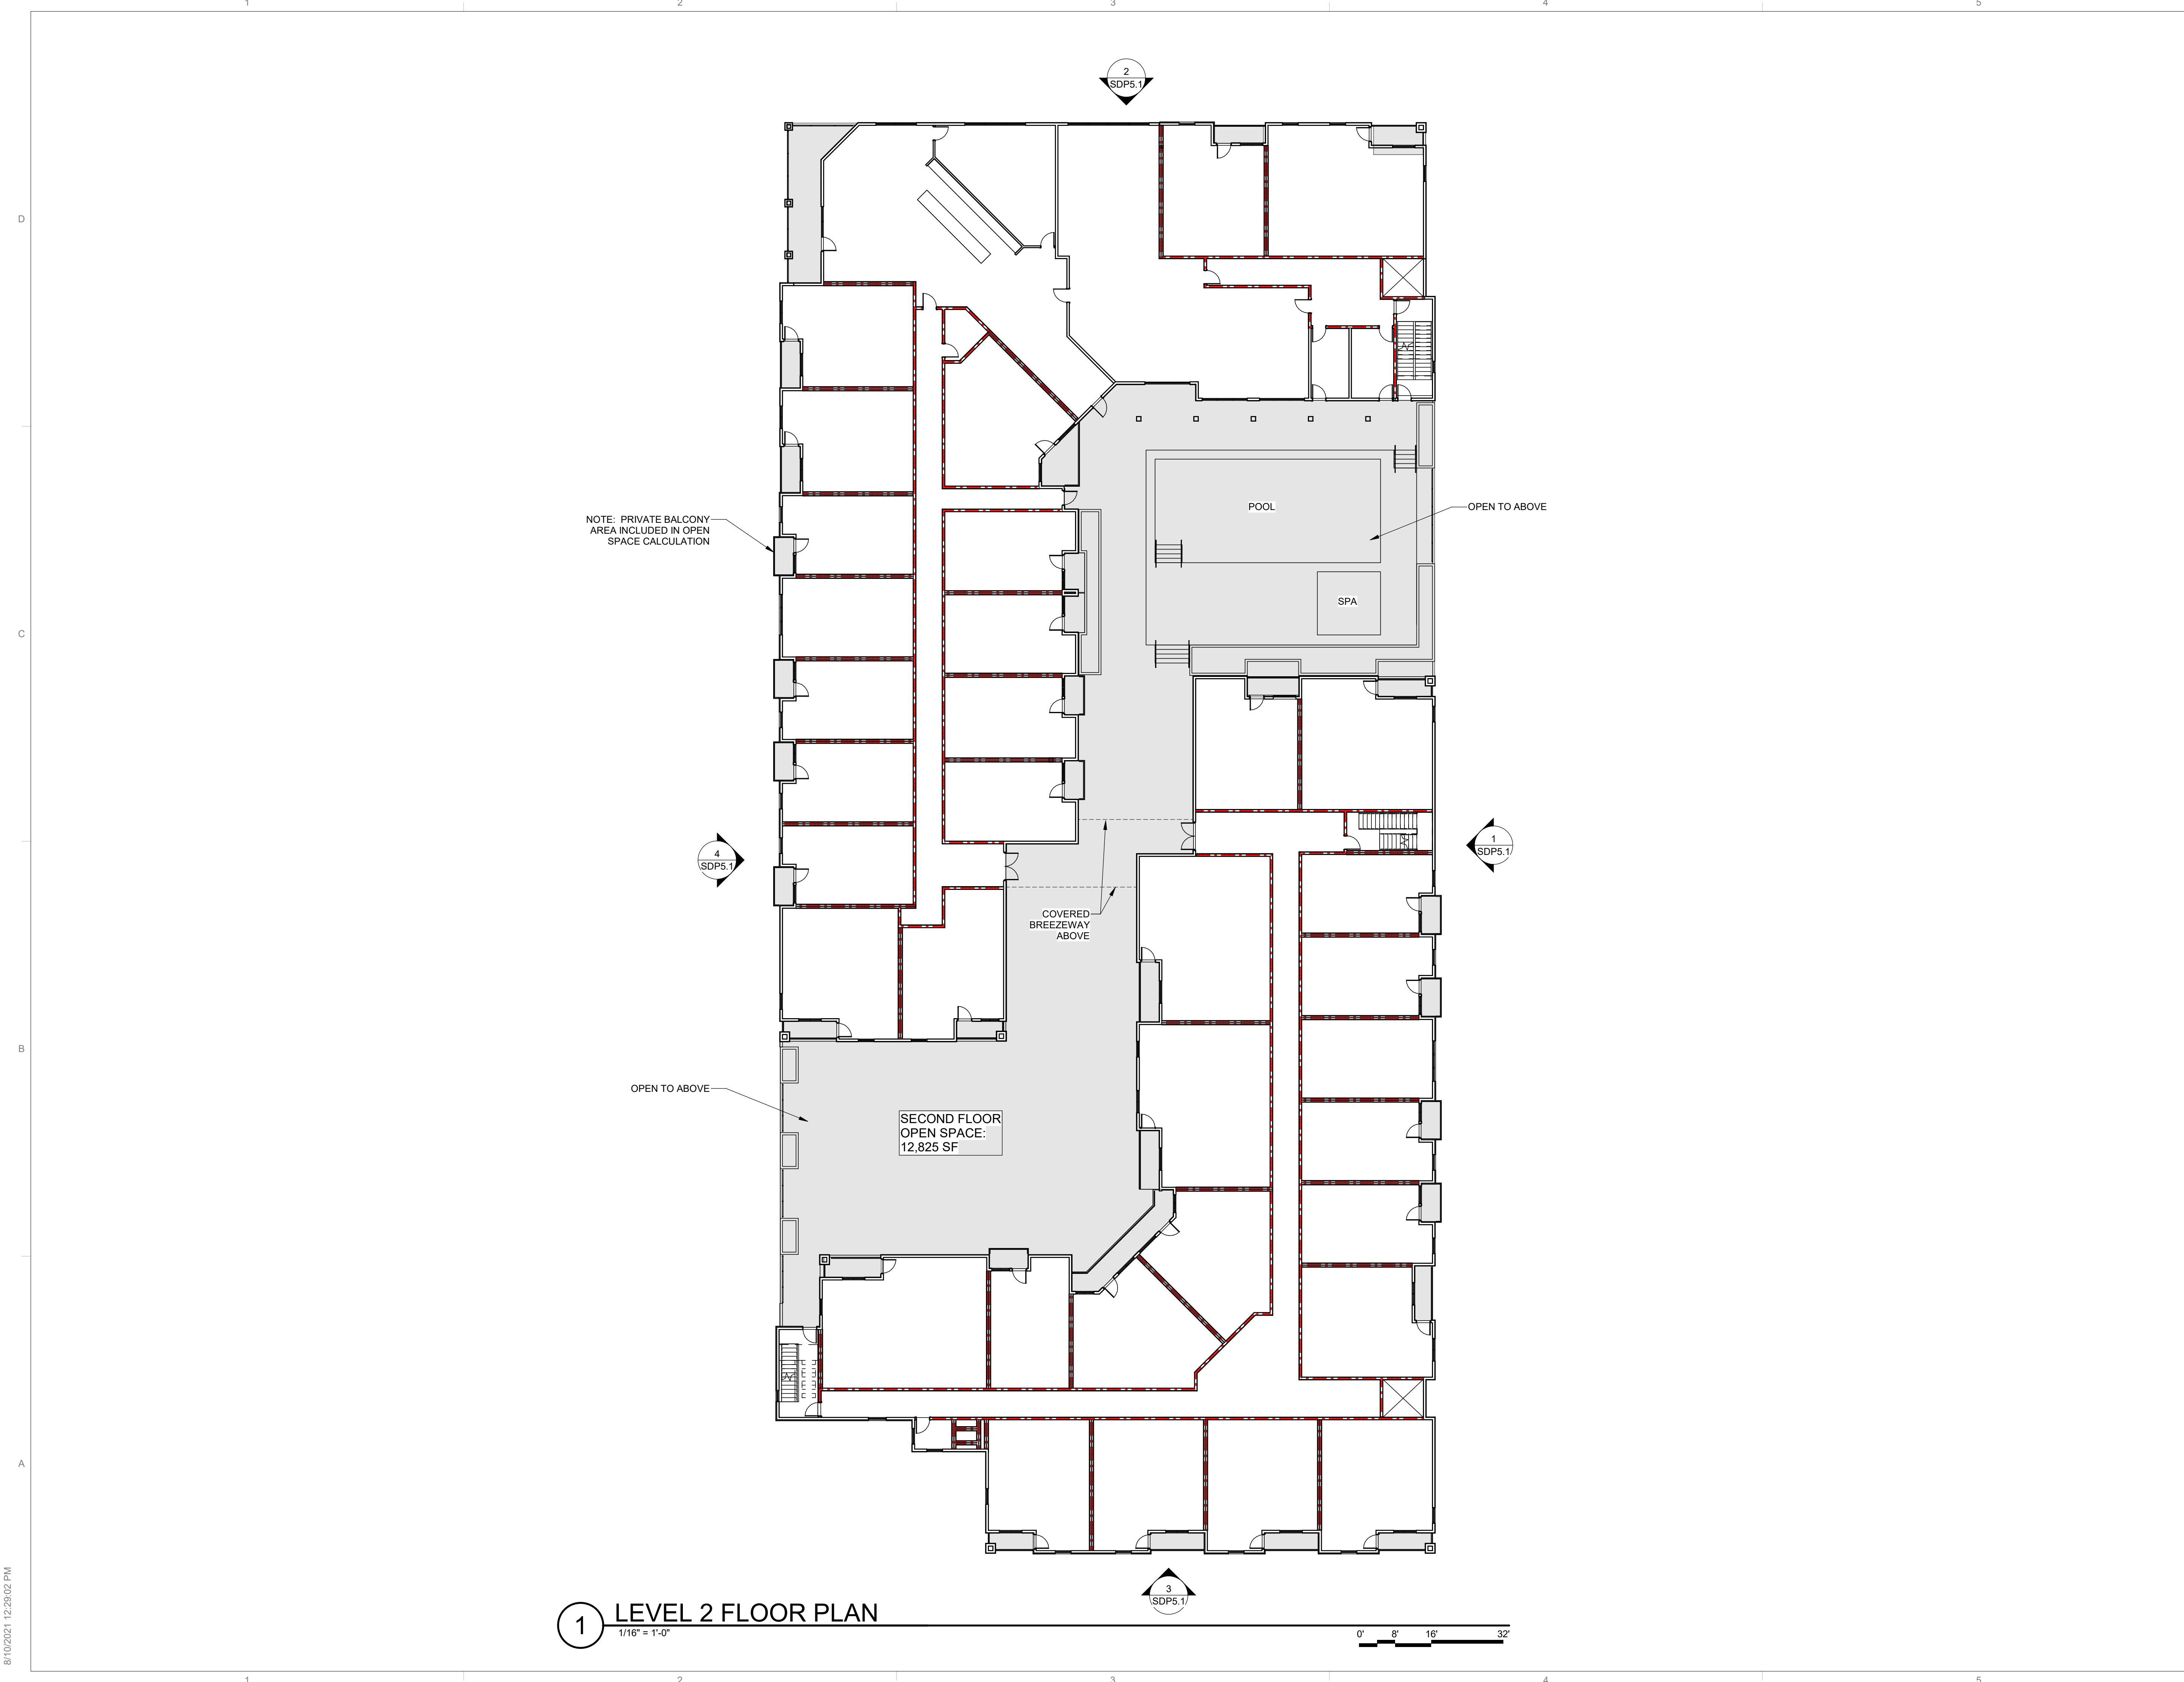 1 2 3 4 5
2
SDP5.1
D
NOTE: PRIVATE BALCONY
AREA INCLUDED IN OPEN
SPACE CALCULATION
POOL
OPEN TO ABOVE
SPA
C
4
SDP5.1
1
SDP5.1
COVERED
BREEZEWAY
ABOVE
B
OPEN TO ABOVE
SECOND FLOOR
OPEN SPACE:
12,825 SF
A
3
SDP5.1
1
LEVEL 2 FLOOR PLAN
1/16" = 1'-0"
0' 8' 16' 32'
8/10/2021 12:29:02 PM
1 2 3 4 5